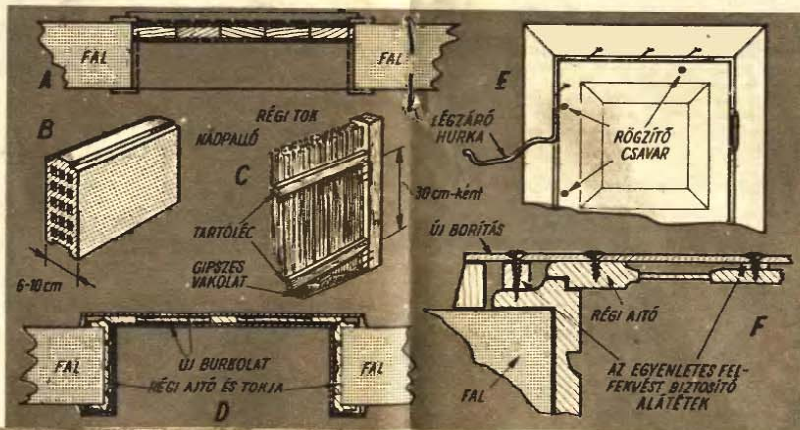 A
FAL
FAL
B
6-10 cm
RÉGI TOK
NÁDPALLÓ
C
30 cm-ként
TARTÓLÉC
GIPSZES
VAKOLAT
FAL
FAL
ÚJ BURKOLAT
RÉGI AJTÓ ÉS TOKJA
D
E
LÉGZÁRÓ
HURKA
RÖGZÍTŐ
CSAVAR
ÚJ BORÍTÁS
RÉGI AJTÓ
F
FAL
AZ EGYENLETES FEL-
FEKVÉST BIZTOSÍTÓ
ALÁTÉTEK